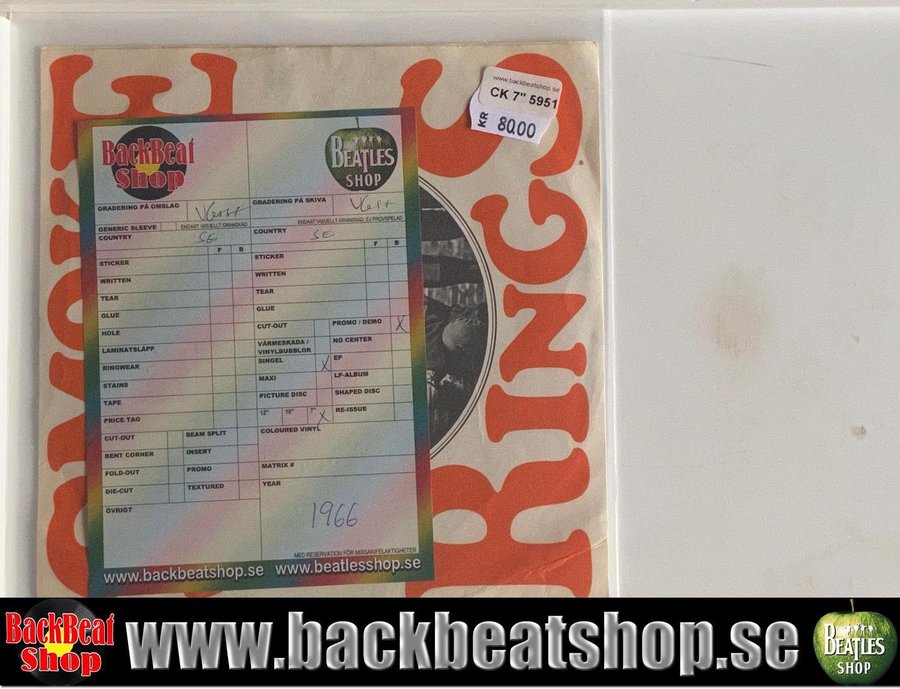 SMOKE
RINGS
www.backbeatshop.se
CK 7" 5951
KR 80.00
BackBeat
Shop
BEATLES
SHOP
GRADERING PÅ OMSLAG
GENERIC SLEEVE
ENDAST VISUELLT GRANSKAD
COUNTRY SE
F B
STICKER
WRITTEN
TEAR
GLUE
HOLE
LAMINATSLÄPP
RINGWEAR
STAINS
TAPE
PRICE TAG
CUT-OUT SEAM SPLIT
BENT CORNER INSERT
FOLD-OUT PROMO
DIE-CUT TEXTURED
ÖVRIGT
GRADERING PÅ SKIVA
ENDAST VISUELLT GRANSKAD, EJ PROVSPELAD
COUNTRY SE
F B
STICKER
WRITTEN
TEAR
GLUE
CUT-OUT PROMO / DEMO X
VÄRMESKADA /
VINYLBUBBLOR NO CENTER
SINGEL X EP
MAXI LP-ALBUM
PICTURE DISC SHAPED DISC
12" 10" 7" X RE-ISSUE
COLOURED VINYL
MATRIX #
YEAR
1966
MED RESERVATION FÖR MISSAR/FELAKTIGHETER
www.backbeatshop.se www.beatlesshop.se
BackBeat
Shop
www.backbeatshop.se
BEATLES
SHOP